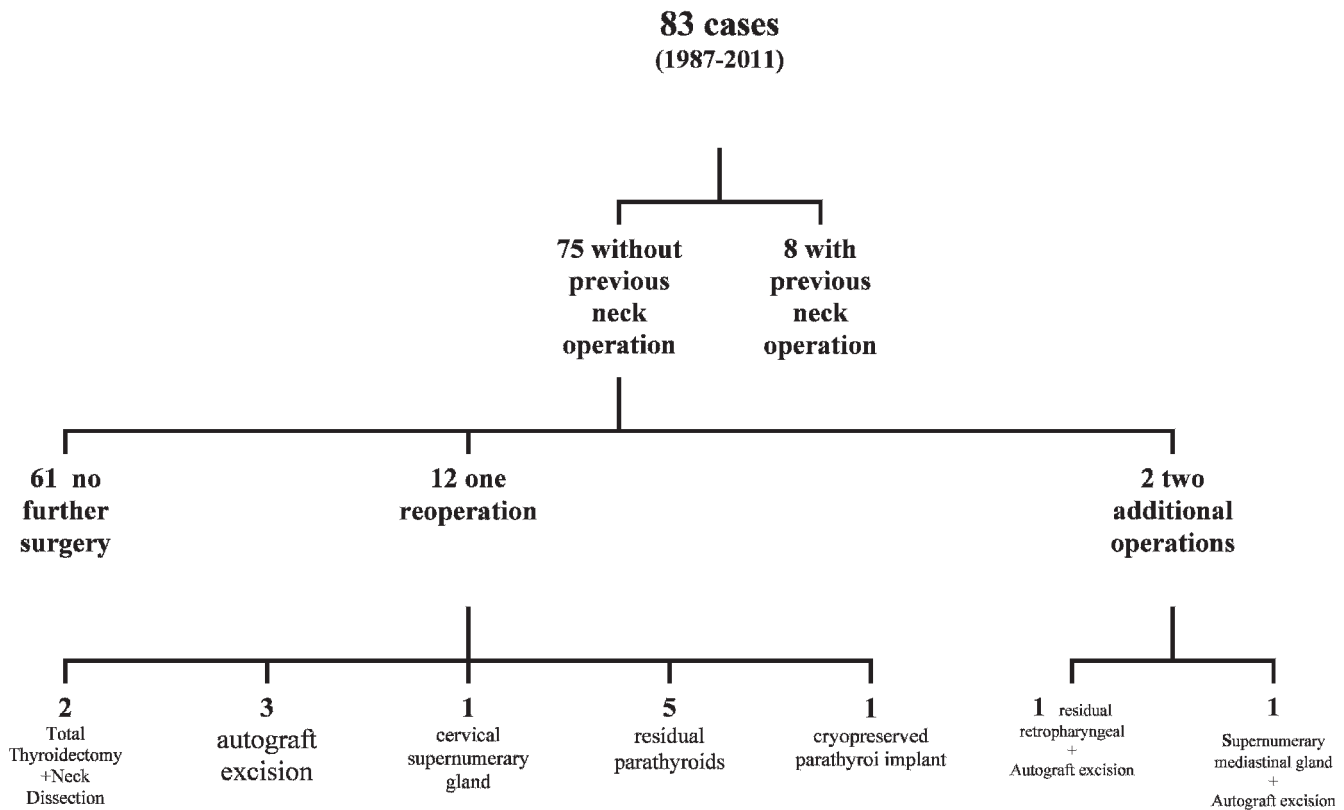 83 cases
(1987-2011)
75 without
previous
neck
operation
8 with
previous
neck
operation
61 no
further
surgery
12 one
reoperation
2 two
additional
operations
2
Total
Thyroidectomy
+Neck
Dissection
3
autograft
excision
1
cervical
supernumerary
gland
5
residual
parathyroids
1
cryopreserved
parathyroi implant
1 residual
retropharyngeal
+
Autograft excision
1
Supernumerary
mediastinal gland
+
Autograft excision